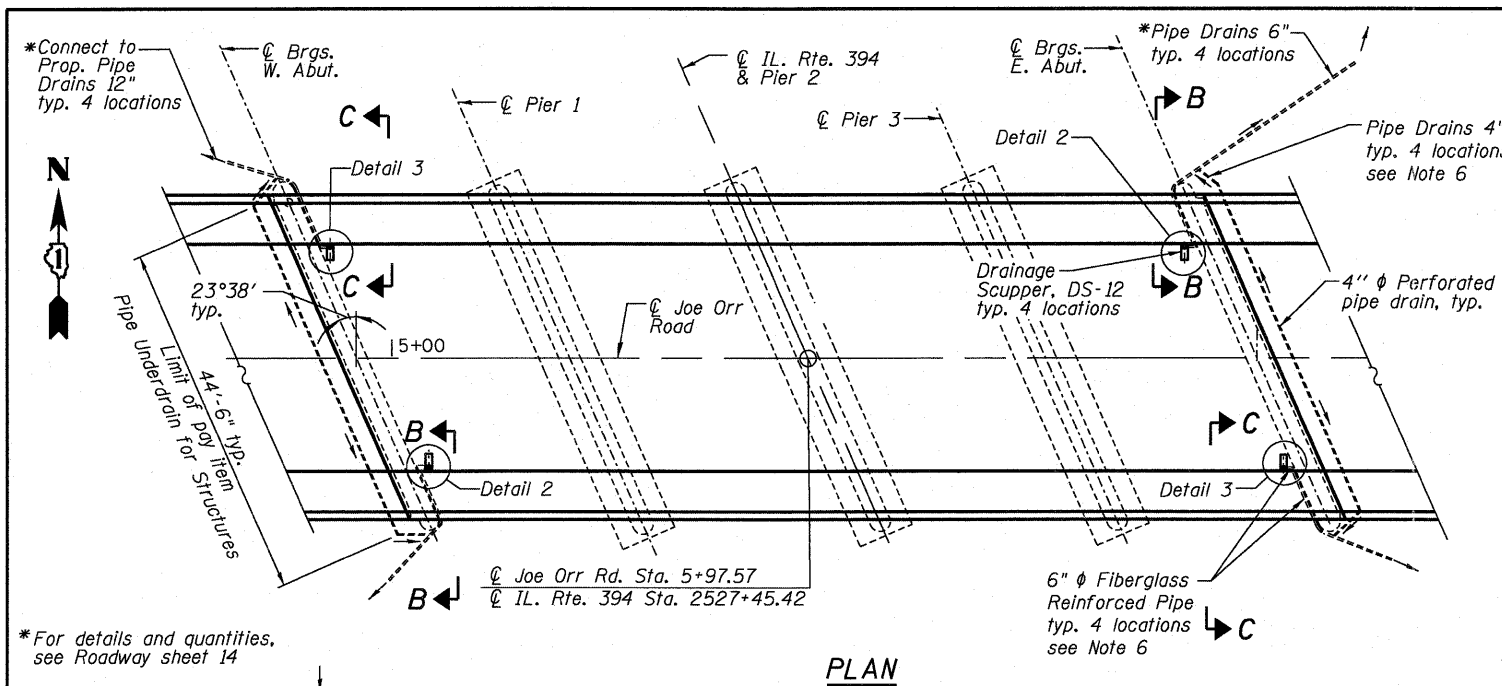 *Connect to
Prop. Pipe
Drains 12"
typ. 4 locations
℄ Brgs.
W. Abut.
℄ Pier 1
℄ IL. Rte. 394
& Pier 2
℄ Pier 3
℄ Brgs.
E. Abut.
*Pipe Drains 6"
typ. 4 locations
B
C
Detail 3
Detail 2
Pipe Drains 4"
typ. 4 locations
see Note 6
N
1
C
B
Drainage
Scupper, DS-12
typ. 4 locations
4" ϕ Perforated
pipe drain, typ.
23°38'
typ.
℄ Joe Orr
Road
5+00
44'-6" typ.
Limit of pay item
Pipe Underdrain for Structures
B
Detail 2
C
Detail 3
B
℄ Joe Orr Rd. Sta. 5+97.57
℄ IL. Rte. 394 Sta. 2527+45.42
6" ϕ Fiberglass
Reinforced Pipe
typ. 4 locations
see Note 6
C
*For details and quantities,
see Roadway sheet 14
PLAN